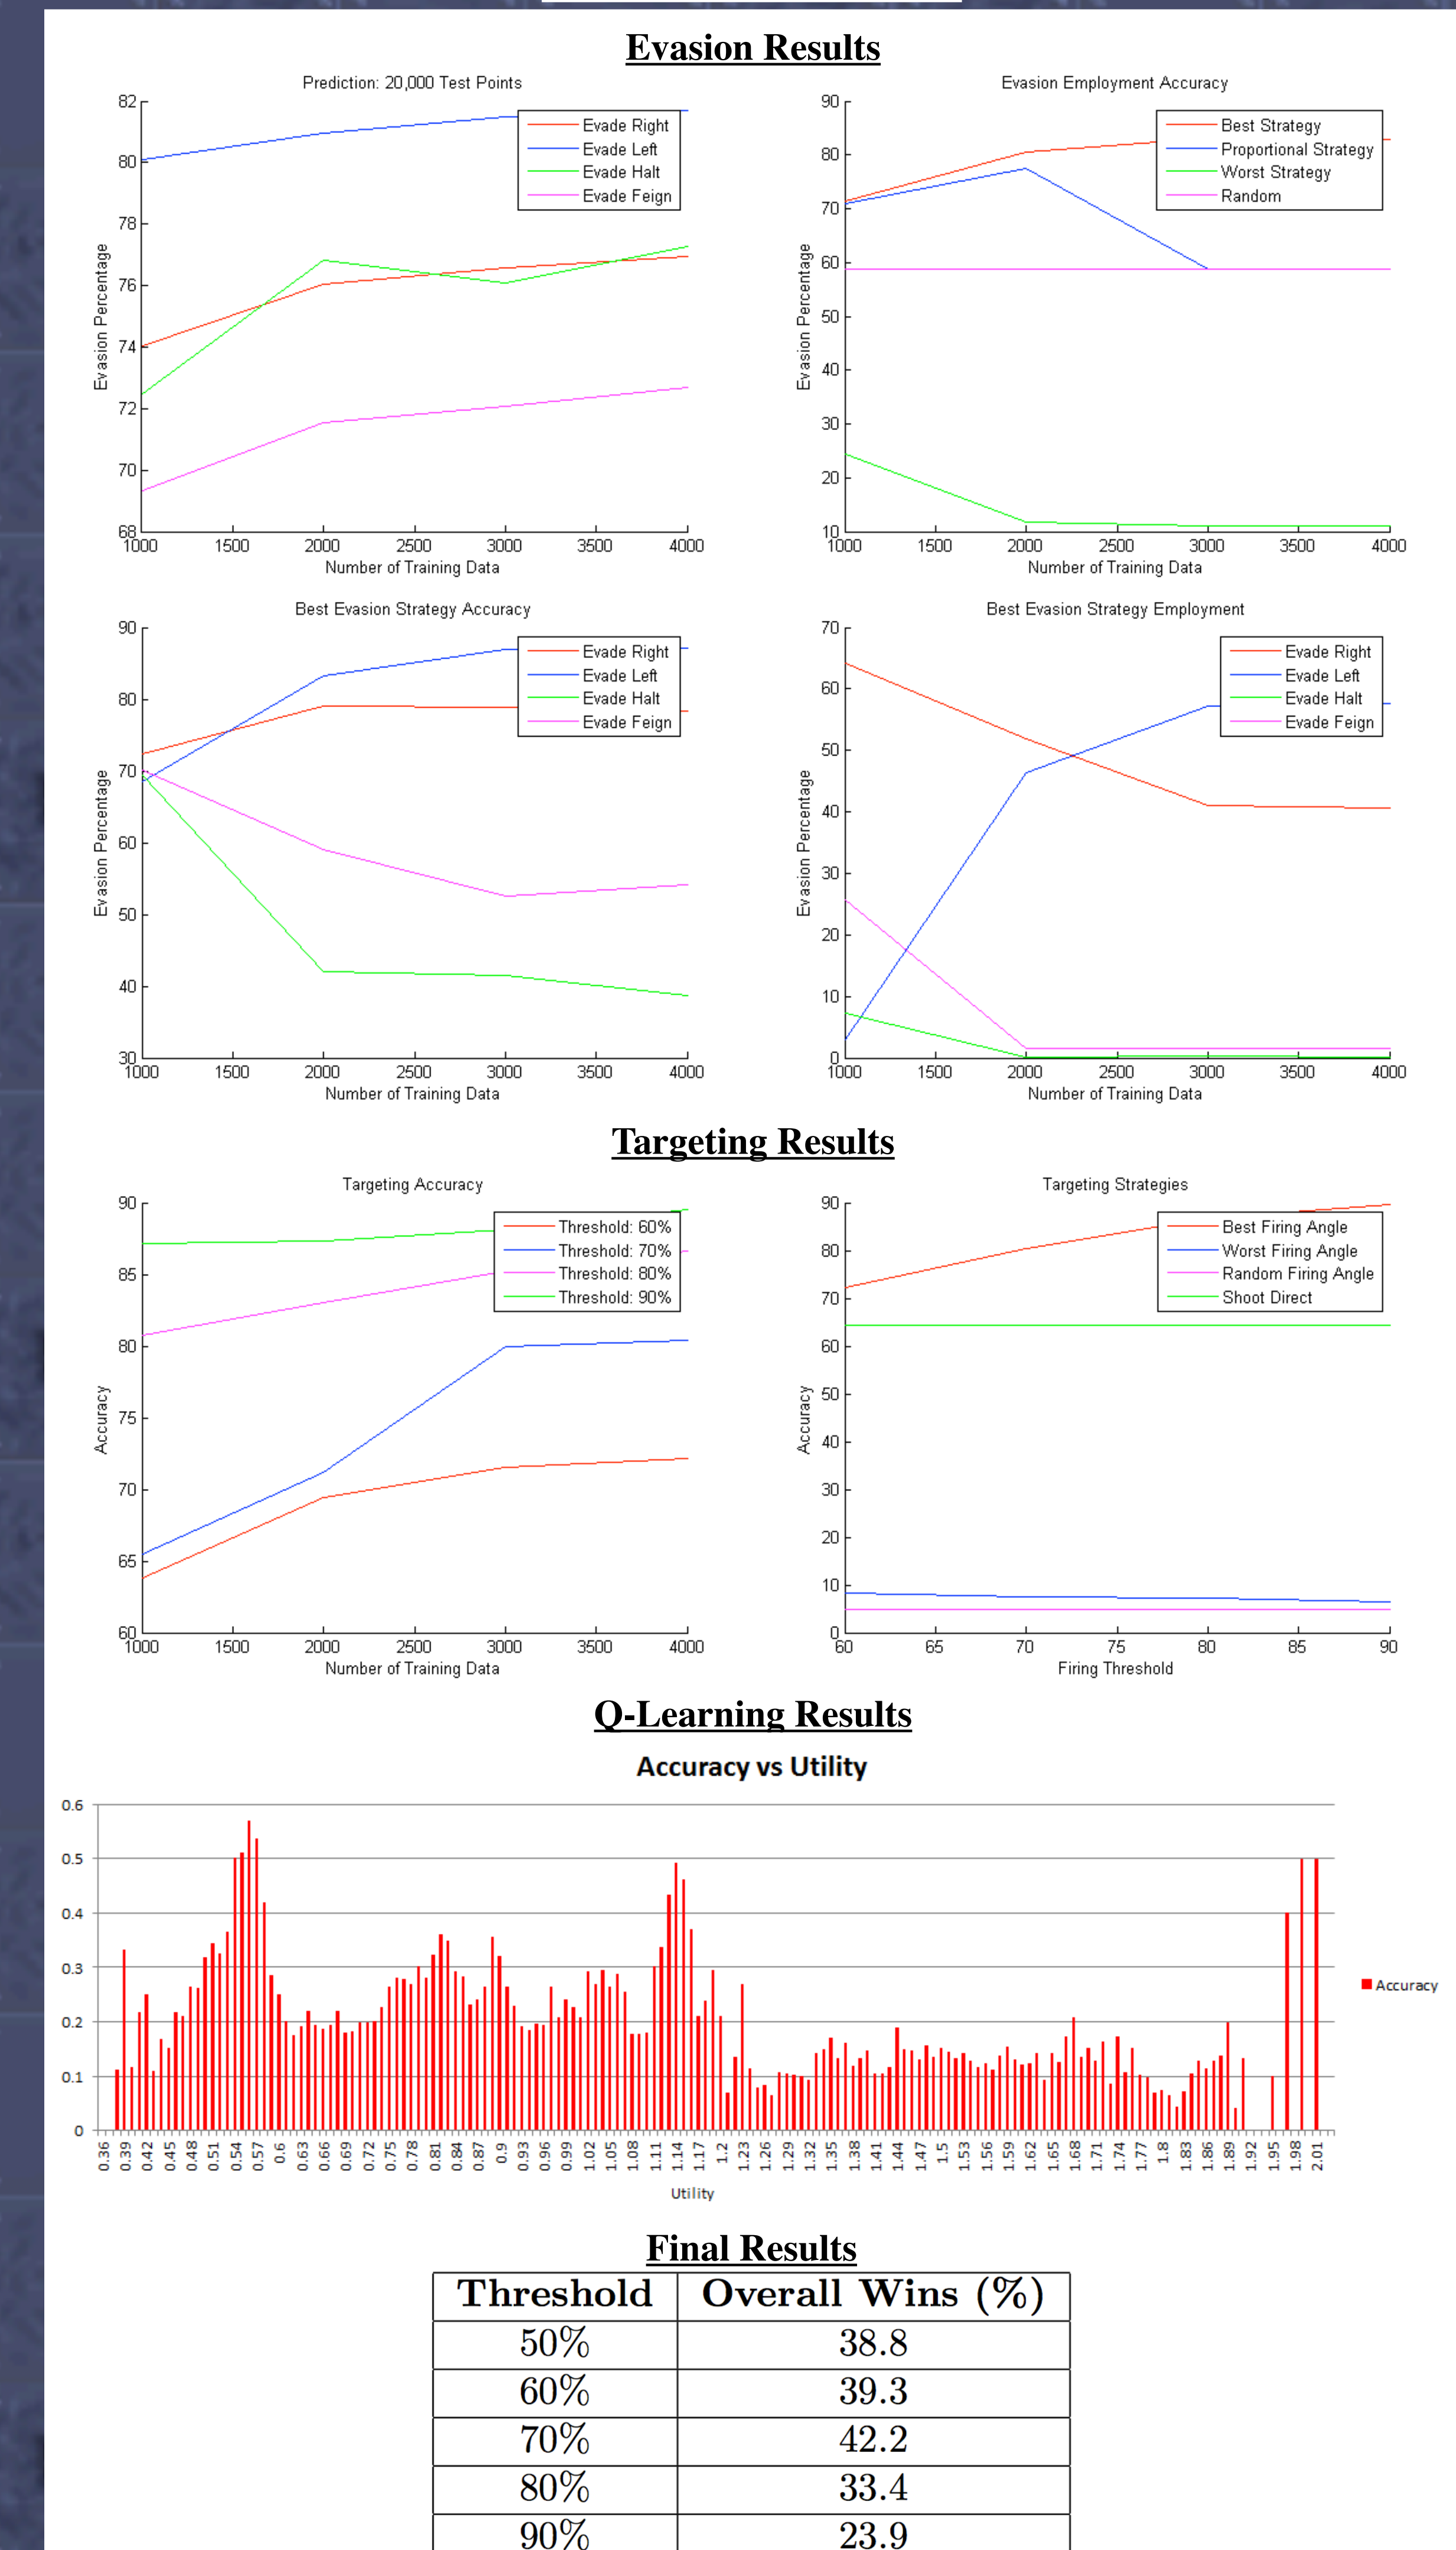 Evasion Results
Prediction: 20,000 Test Points
82
80
78
76
74
72
70
68
Evasion Percentage
Evade Right
Evade Left
Evade Halt
Evade Feign
1000 1500 2000 2500 3000 3500 4000
Number of Training Data
Evasion Employment Accuracy
90
80
70
60
50
40
30
20
10
Evasion Percentage
Best Strategy
Proportional Strategy
Worst Strategy
Random
1000 1500 2000 2500 3000 3500 4000
Number of Training Data
Best Evasion Strategy Accuracy
90
80
70
60
50
40
30
Evasion Percentage
Evade Right
Evade Left
Evade Halt
Evade Feign
1000 1500 2000 2500 3000 3500 4000
Number of Training Data
Best Evasion Strategy Employment
70
60
50
40
30
20
10
0
Evasion Percentage
Evade Right
Evade Left
Evade Halt
Evade Feign
1000 1500 2000 2500 3000 3500 4000
Number of Training Data
Targeting Results
Targeting Accuracy
90
85
80
75
70
65
60
Accuracy
Threshold: 60%
Threshold: 70%
Threshold: 80%
Threshold: 90%
1000 1500 2000 2500 3000 3500 4000
Number of Training Data
Targeting Strategies
90
80
70
60
50
40
30
20
10
0
Accuracy
Best Firing Angle
Worst Firing Angle
Random Firing Angle
Shoot Direct
60 65 70 75 80 85 90
Firing Threshold
Q-Learning Results
Accuracy vs Utility
0.6
0.5
0.4
0.3
0.2
0.1
0
Accuracy
0.36 0.39 0.42 0.45 0.48 0.51 0.54 0.57 0.6 0.63 0.66 0.69 0.72 0.75 0.78 0.81 0.84 0.87 0.9 0.93 0.96 0.99 1.02 1.05 1.08 1.11 1.14 1.17 1.2 1.23 1.26 1.29 1.32 1.35 1.38 1.41 1.44 1.47 1.5 1.53 1.56 1.59 1.62 1.65 1.68 1.71 1.74 1.77 1.8 1.83 1.86 1.89 1.92 1.95 1.98 2.01
Utility
Final Results
Threshold Overall Wins (%)
50% 38.8
60% 39.3
70% 42.2
80% 33.4
90% 23.9